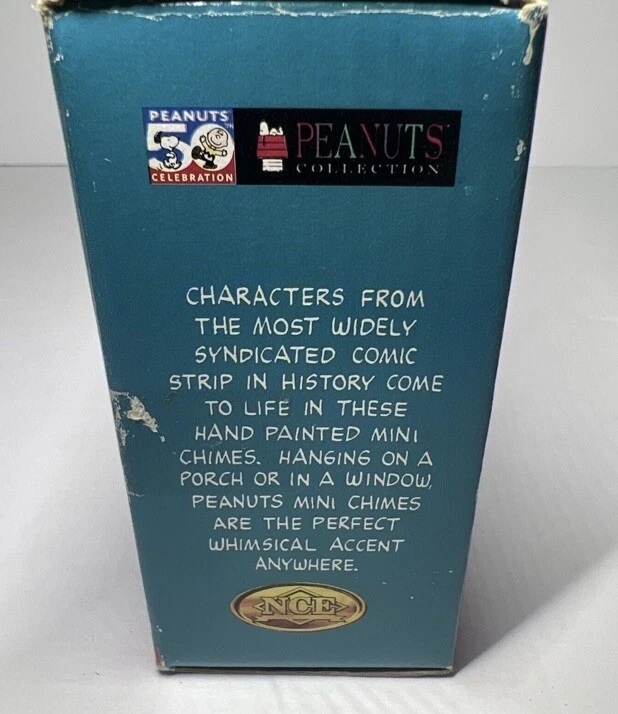 PEANUTS
50
CELEBRATION
PEANUTS
COLLECTION
CHARACTERS FROM
THE MOST WIDELY
SYNDICATED COMIC
STRIP IN HISTORY COME
TO LIFE IN THESE
HAND PAINTED MINI
CHIMES. HANGING ON A
PORCH OR IN A WINDOW,
PEANUTS MINI CHIMES
ARE THE PERFECT
WHIMSICAL ACCENT
ANYWHERE.
NCE